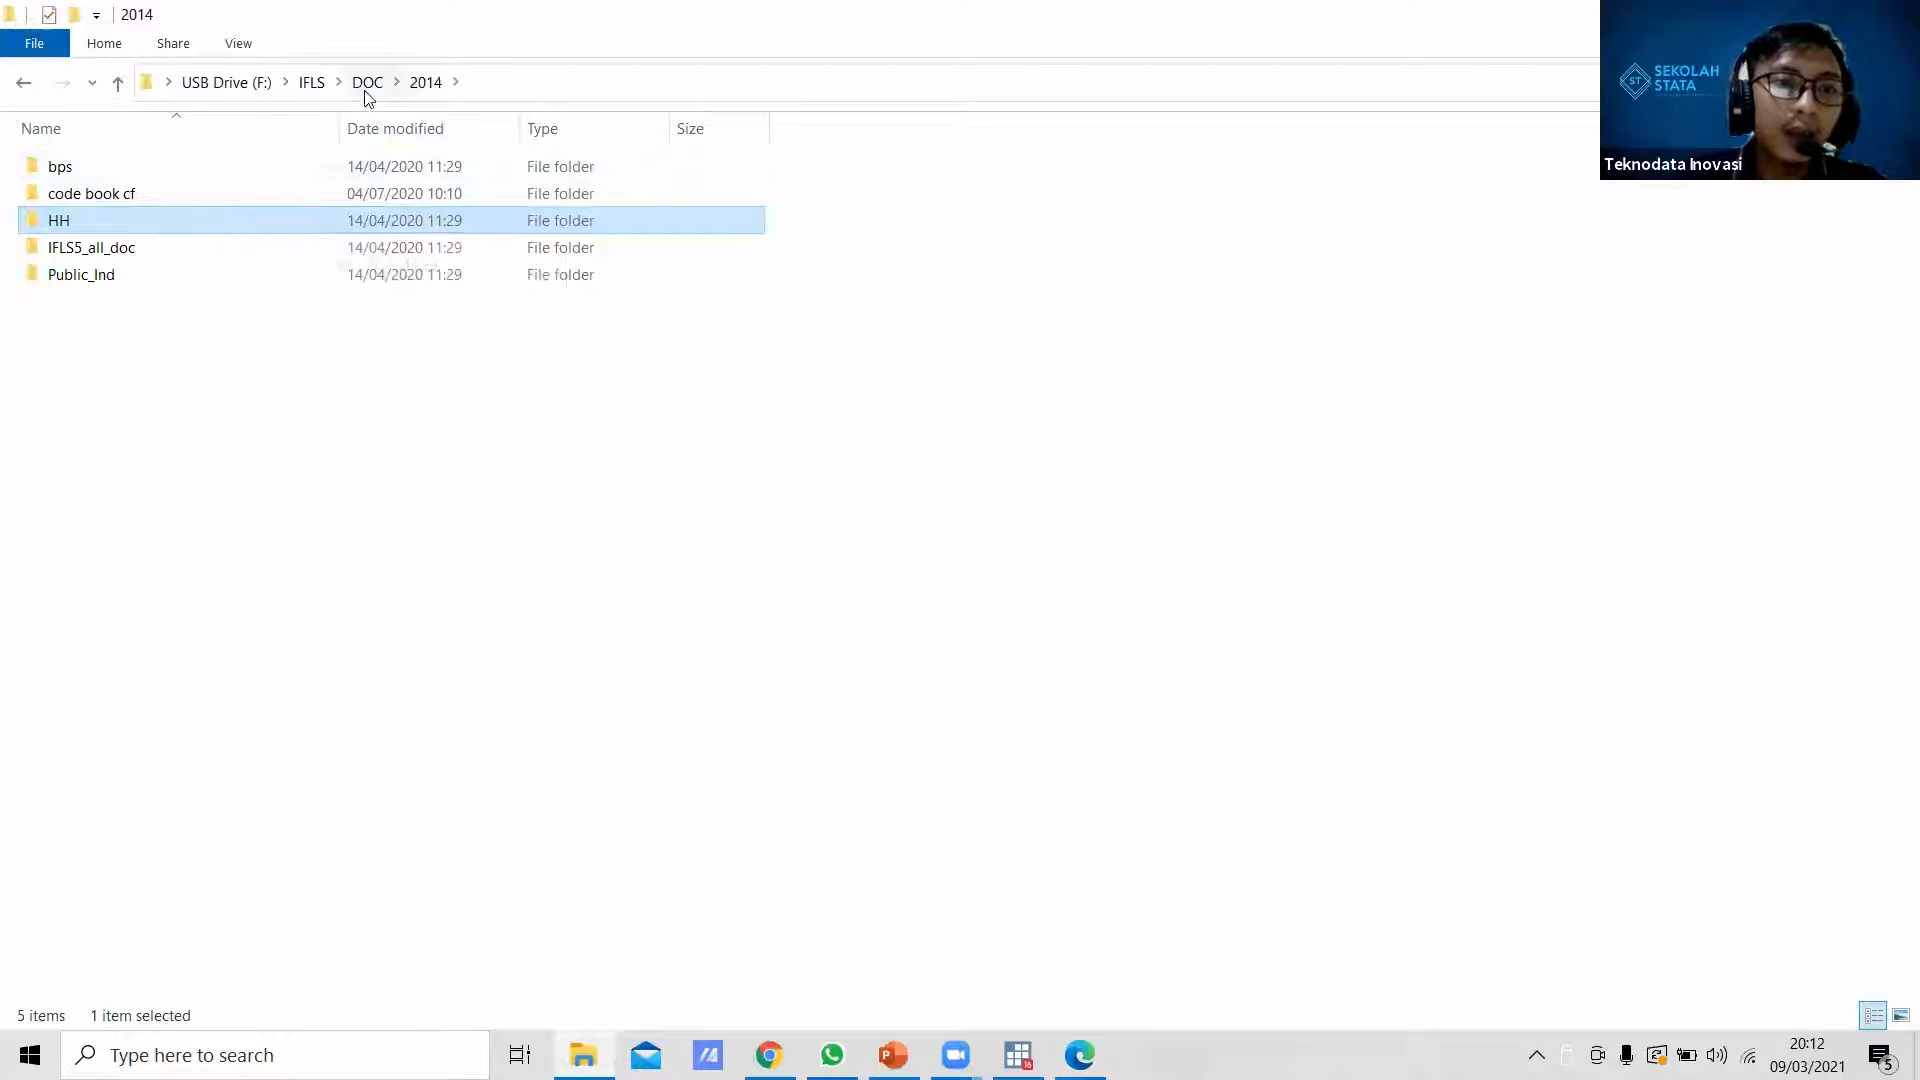 2014
File Home Share View
USB Drive (F:) IFLS DOC 2014
Name Date modified Type Size
bps 14/04/2020 11:29 File folder
code book cf 04/07/2020 10:10 File folder
HH 14/04/2020 11:29 File folder
IFLS5_all_doc 14/04/2020 11:29 File folder
Public_Ind 14/04/2020 11:29 File folder
ST SEKOLAH
STATA
Teknodata Inovasi
5 items 1 item selected
Type here to search
16
20:12
09/03/2021
5